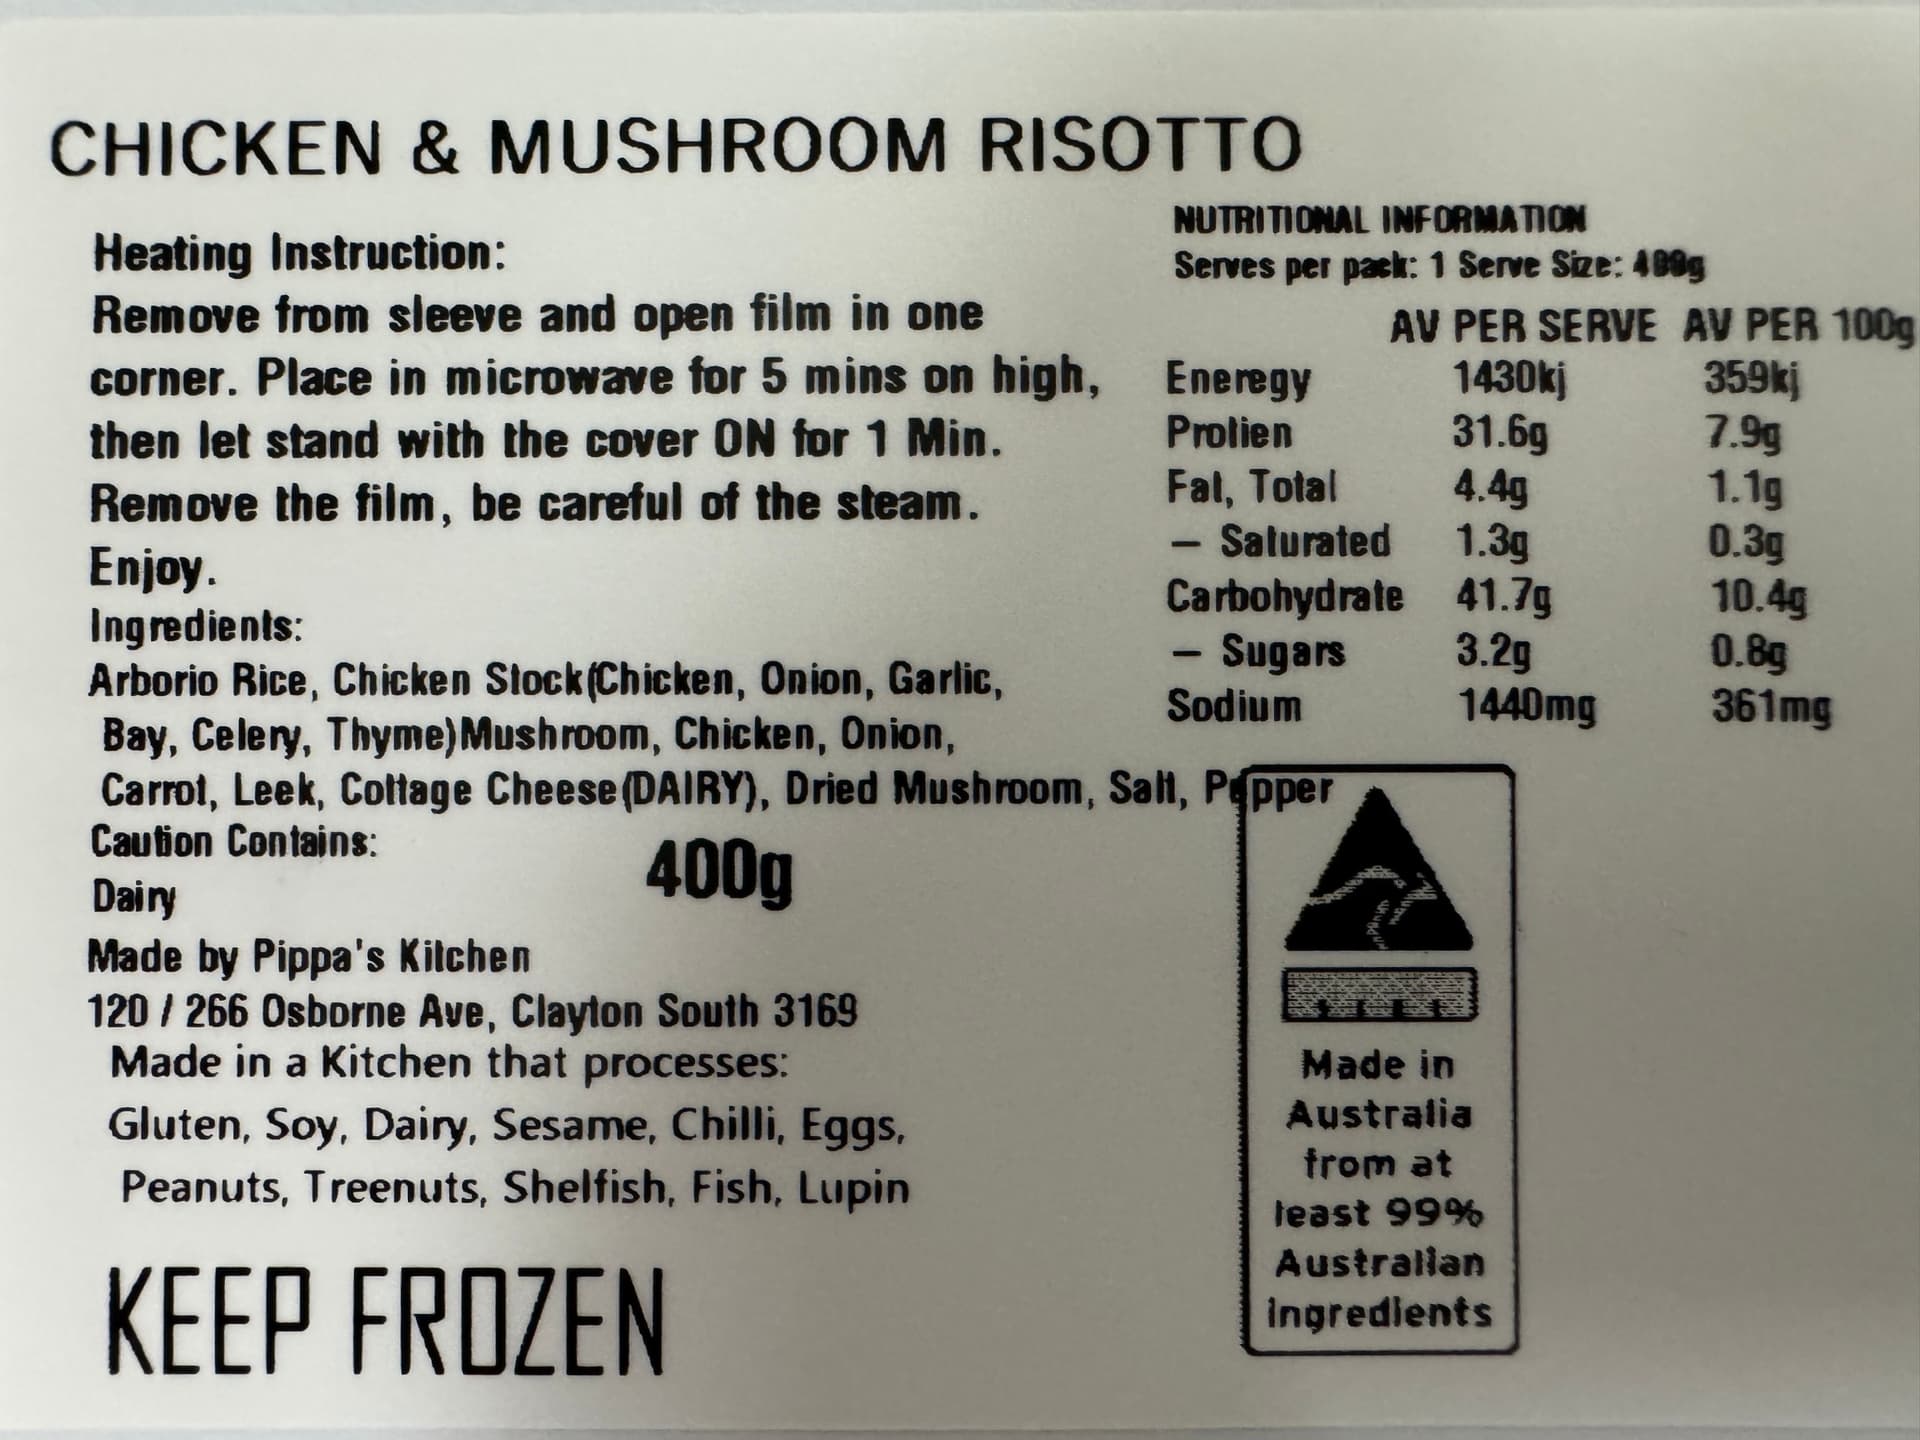 CHICKEN & MUSHROOM RISOTTO
Heating Instruction:
Remove from sleeve and open film in one
corner. Place in microwave for 5 mins on high,
then let stand with the cover ON for 1 Min.
Remove the film, be careful of the steam.
Enjoy.
Ingredients:
Arborio Rice, Chicken Stock(Chicken, Onion, Garlic,
Bay, Celery, Thyme)Mushroom, Chicken, Onion,
Carrot, Leek, Cottage Cheese(DAIRY), Dried Mushroom, Salt, Pepper
Caution Contains:
Dairy
400g
Made by Pippa's Kitchen
120 / 266 Osborne Ave, Clayton South 3169
Made in a Kitchen that processes:
Gluten, Soy, Dairy, Sesame, Chilli, Eggs,
Peanuts, Treenuts, Shelfish, Fish, Lupin
KEEP FROZEN
NUTRITIONAL INFORMATION
Serves per pack: 1 Serve Size: 400g
AV PER SERVE AV PER 100g
Eneregy 1430kj 359kj
Protien 31.6g 7.9g
Fat, Total 4.4g 1.1g
– Saturated 1.3g 0.3g
Carbohydrate 41.7g 10.4g
– Sugars 3.2g 0.8g
Sodium 1440mg 361mg
Made in
Australia
from at
least 99%
Australian
ingredients